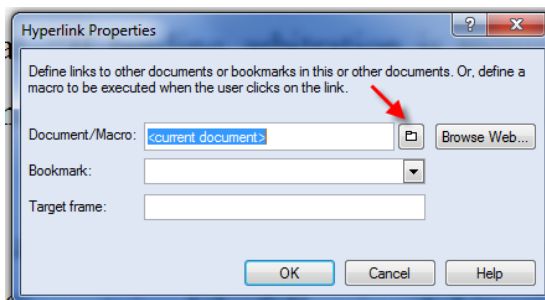 Hyperlink Properties
Define links to other documents or bookmarks in this or other documents. Or, define a
macro to be executed when the user clicks on the link.
Document/Macro: <current document> Browse Web...
Bookmark:
Target frame:
OK Cancel Help